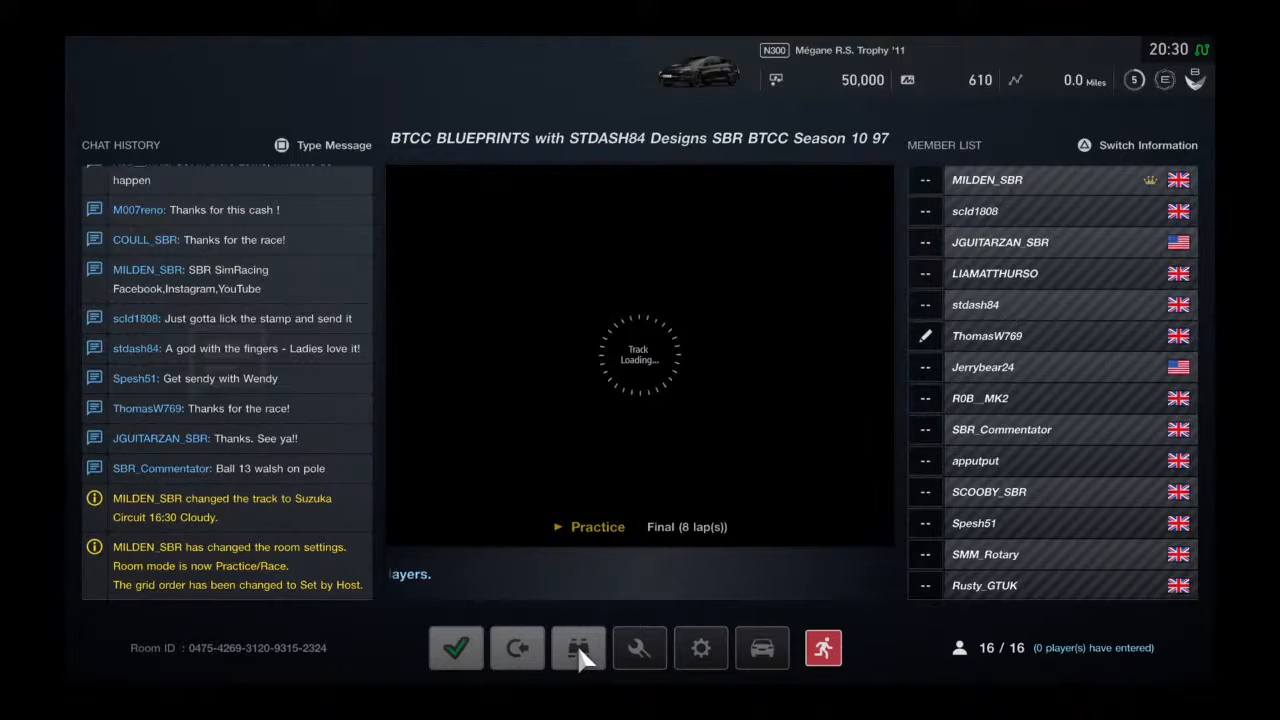 N300 Mégane R.S. Trophy '11
20:30
50,000
610
0.0 Miles
5
E
B
CHAT HISTORY
Type Message
BTCC BLUEPRINTS with STDASH84 Designs SBR BTCC Season 10 97
MEMBER LIST
Switch Information
happen
M007reno: Thanks for this cash !
COULL_SBR: Thanks for the race!
MILDEN_SBR: SBR SimRacing
Facebook,Instagram,YouTube
scld1808: Just gotta lick the stamp and send it
stdash84: A god with the fingers - Ladies love it!
Spesh51: Get sendy with Wendy
ThomasW769: Thanks for the race!
JGUITARZAN_SBR: Thanks. See ya!!
SBR_Commentator: Ball 13 walsh on pole
MILDEN_SBR changed the track to Suzuka
Circuit 16:30 Cloudy.
MILDEN_SBR has changed the room settings.
Room mode is now Practice/Race.
The grid order has been changed to Set by Host.
Track
Loading...
Practice Final (8 lap(s))
layers.
-- MILDEN_SBR
-- scld1808
-- JGUITARZAN_SBR
-- LIAMATTHURSO
-- stdash84
ThomasW769
-- Jerrybear24
-- R0B__MK2
-- SBR_Commentator
-- apputput
-- SCOOBY_SBR
-- Spesh51
-- SMM_Rotary
-- Rusty_GTUK
Room ID : 0475-4269-3120-9315-2324
16 / 16 (0 player(s) have entered)